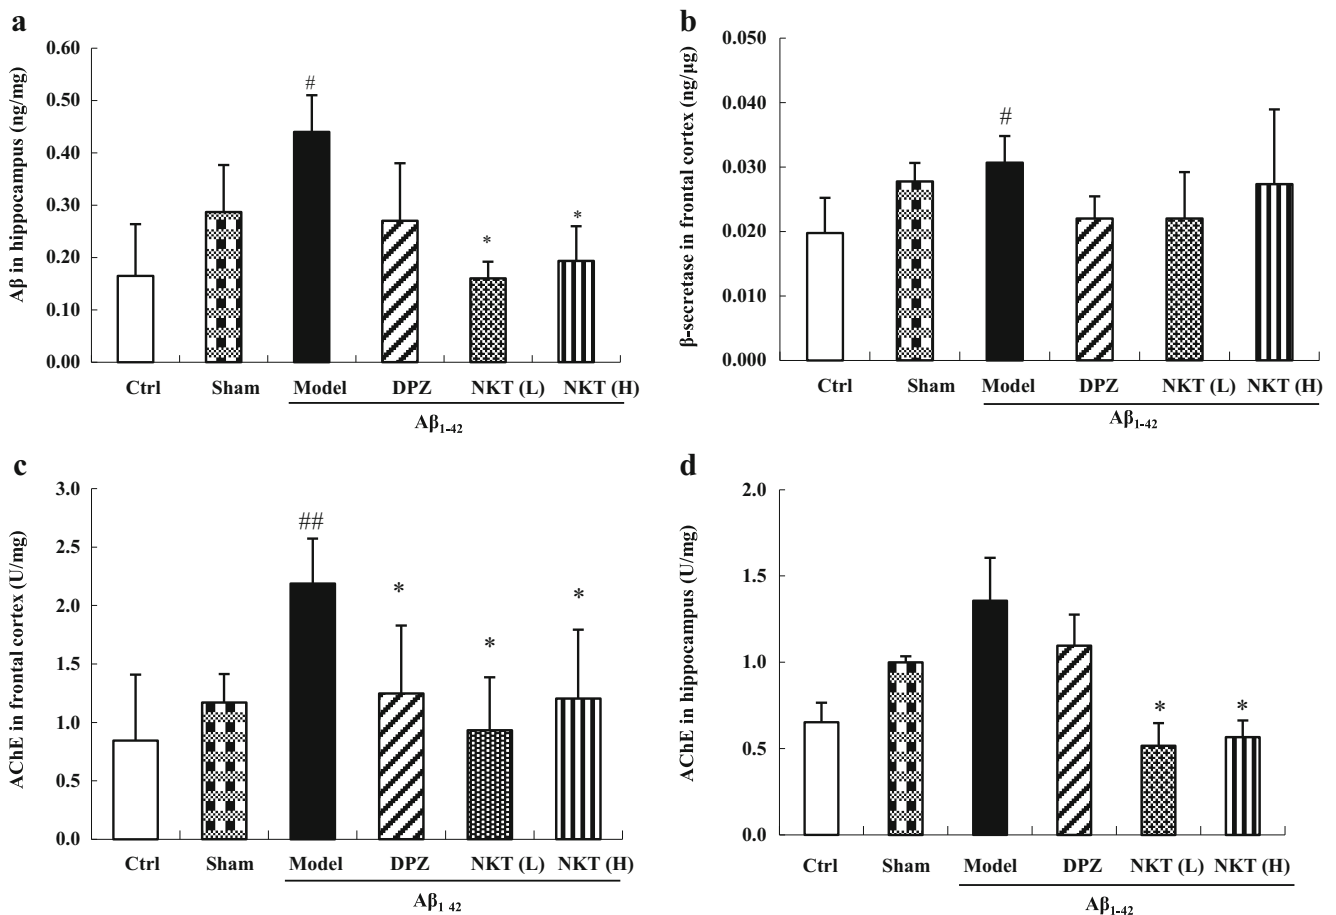 a
Aβ in hippocampus (ng/mg)
0.60
0.50
0.40
0.30
0.20
0.10
0.00
#
*
*
Ctrl Sham Model DPZ NKT (L) NKT (H)
Aβ1-42
b
β-secretase in frontal cortex (ng/μg)
0.050
0.040
0.030
0.020
0.010
0.000
#
Ctrl Sham Model DPZ NKT (L) NKT (H)
Aβ1-42
c
AChE in frontal cortex (U/mg)
3.0
2.5
2.0
1.5
1.0
0.5
0.0
##
*
*
*
Ctrl Sham Model DPZ NKT (L) NKT (H)
Aβ1 42
d
AChE in hippocampus (U/mg)
2.0
1.5
1.0
0.5
0.0
*
*
Ctrl Sham Model DPZ NKT (L) NKT (H)
Aβ1-42